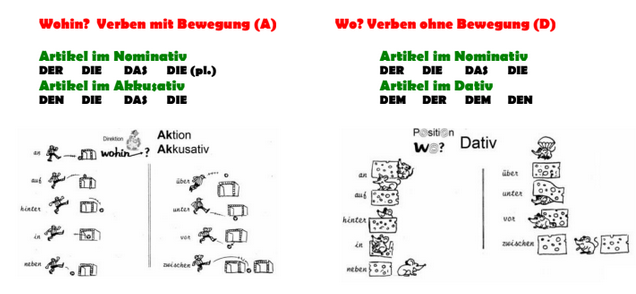 Wohin? Verben mit Bewegung (A)
Artikel im Nominativ
DER DIE DAS DIE (pl.)
Artikel im Akkusativ
DEN DIE DAS DIE
Direktion
wohin ?
Aktion
Akkusativ
an
auf
hinter
in
neben
über
unter
vor
zwischen
Wo? Verben ohne Bewegung (D)
Artikel im Nominativ
DER DIE DAS DIE
Artikel im Dativ
DEM DER DEM DEN
Position
Wo?
Dativ
an
auf
hinter
in
neben
über
unter
vor
zwischen